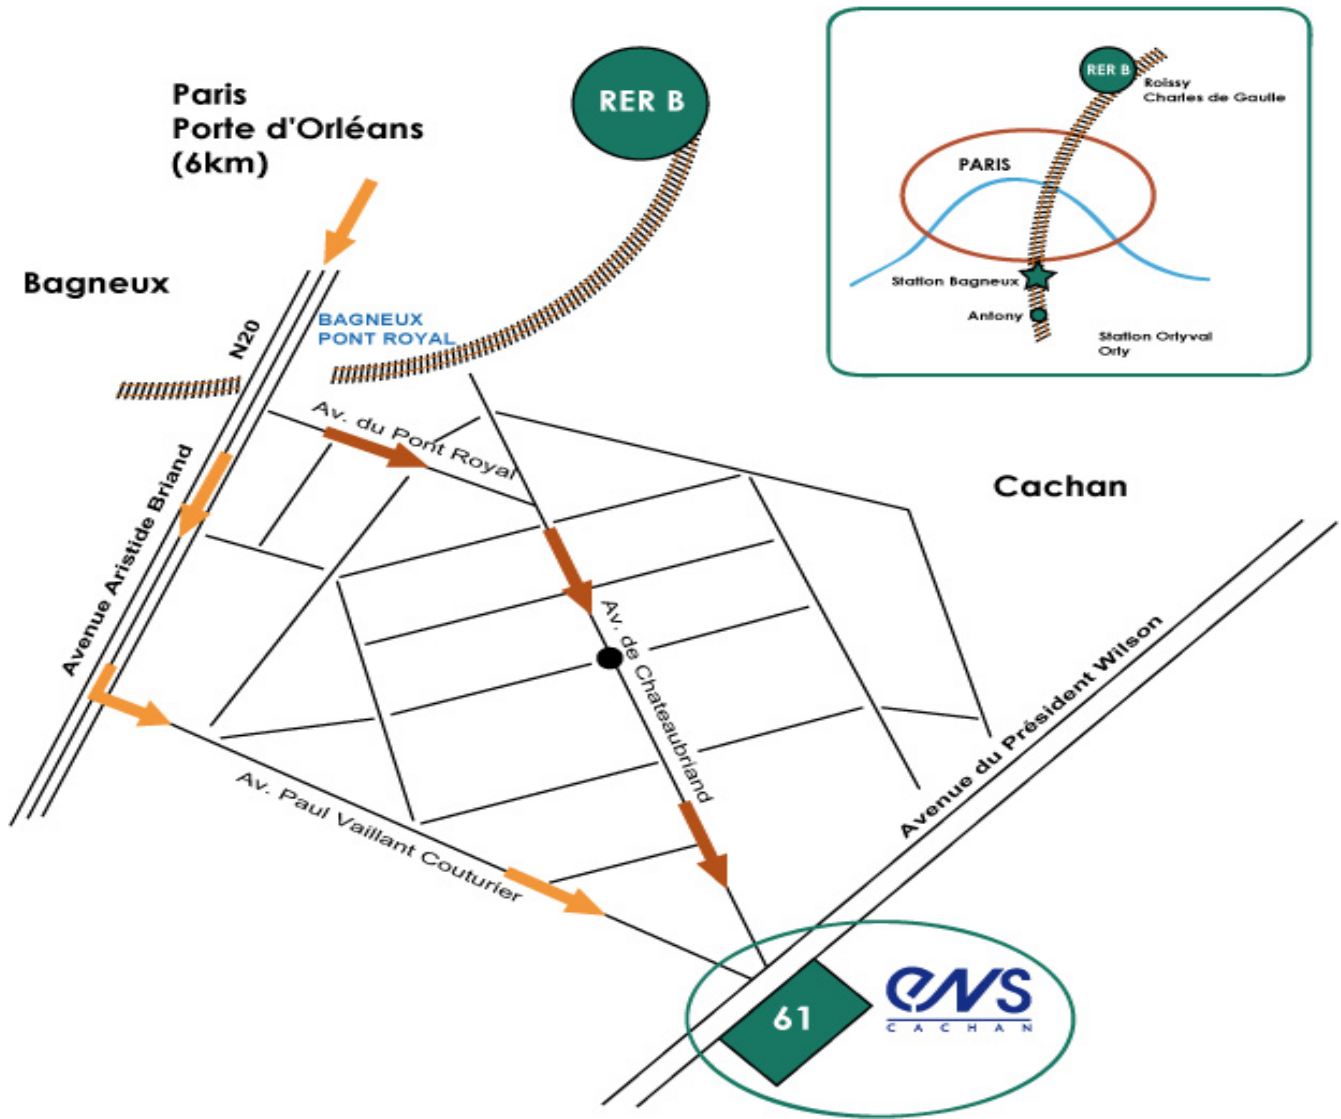 Paris
Porte d'Orléans
(6km)
RER B
Bagneux
N20
BAGNEUX
PONT ROYAL
Av. du Pont Royal
Avenue Aristide Briand
Av. de Chateaubriand
Av. Paul Vaillant Couturier
Cachan
Avenue du Président Wilson
61
ENS
CACHAN
RER B
Roissy
Charles de Gaulle
PARIS
Station Bagneux
Antony
Station Orlyval
Orly